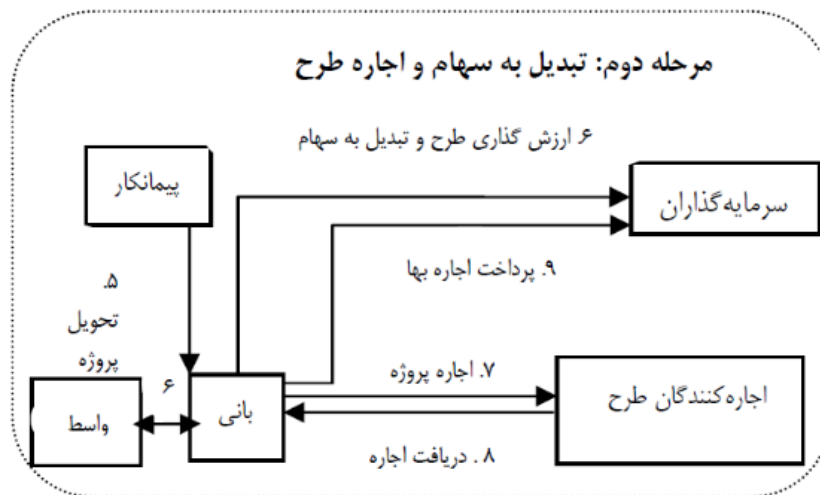 مرحله دوم: تبدیل به سهام و اجاره طرح
۶. ارزش گذاری طرح و تبدیل به سهام
پیمانکار
سرمایه‌گذاران
۹. پرداخت اجاره بها
۵.
تحویل
پروژه
۷. اجاره پروژه
اجاره‌کنندگان طرح
۶
بانی
واسط
۸. دریافت اجاره